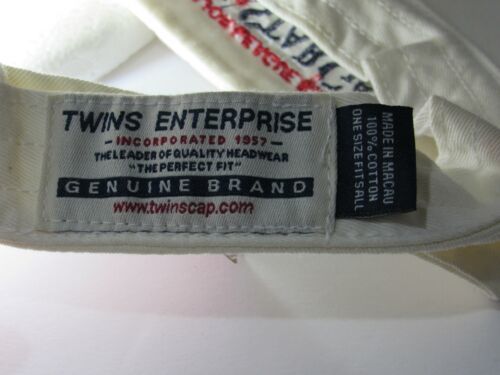 TWINS ENTERPRISE
- INCORPORATED 1957 -
THE LEADER OF QUALITY HEADWEAR
"THE PERFECT FIT"
GENUINE BRAND
www.twinscap.com
MADE IN MACAU
100% COTTON
ONE SIZE FITS ALL